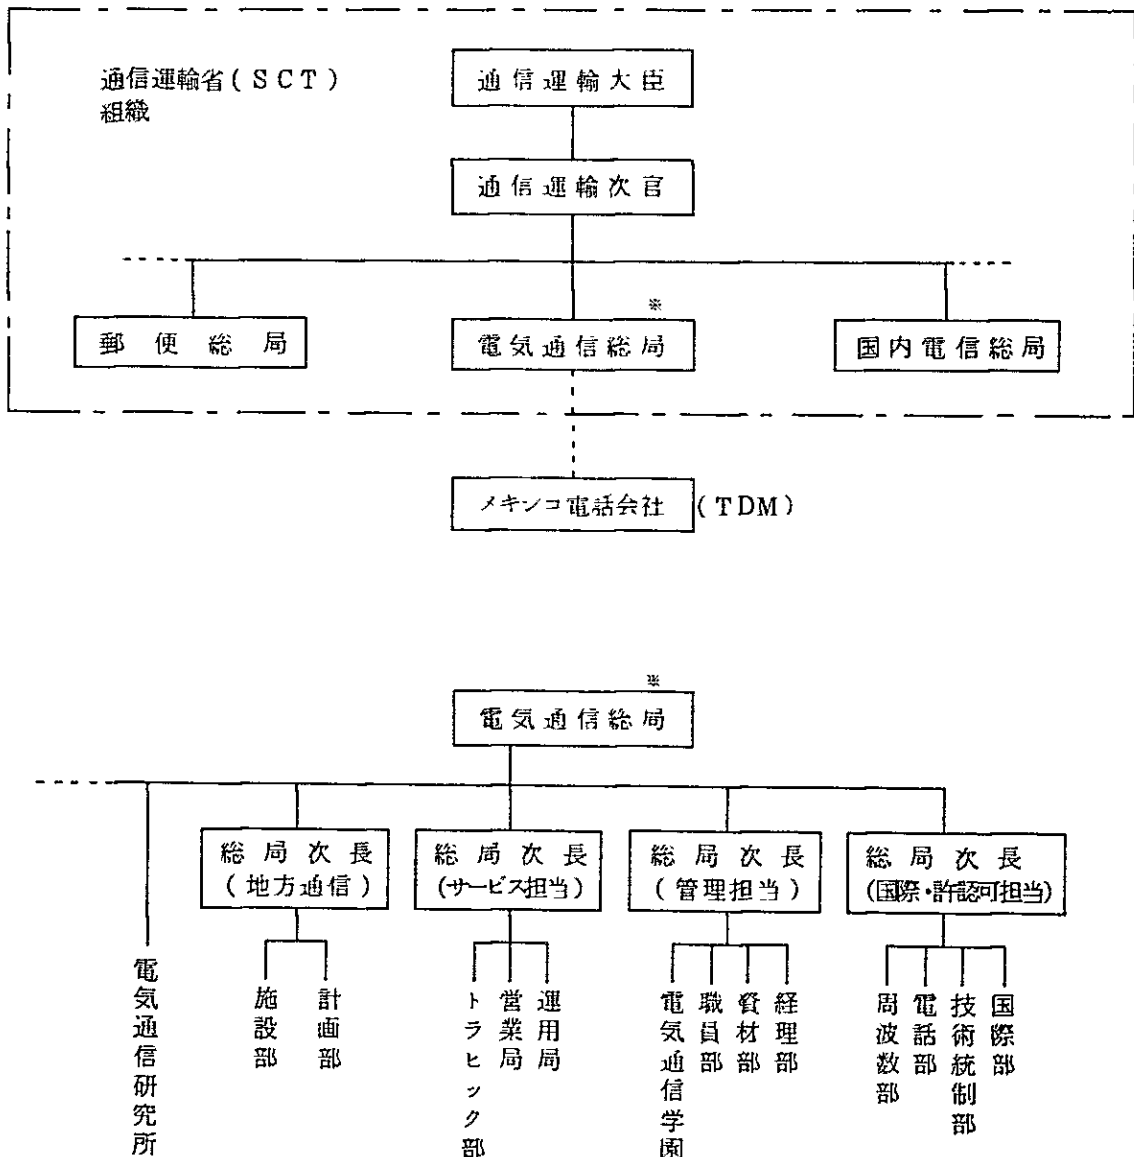 通信運輸省(SCT)
組織
通信運輸大臣
通信運輸次官
郵便総局
※
電気通信総局
国内電信総局
メキンコ電話会社
(TDM)
※
電気通信総局
総局次長
(地方通信)
総局次長
(サービス担当)
総局次長
(管理担当)
総局次長
(国際・許認可担当)
電気通信研究所
施設部
計画部
トラヒック部
営業局
運用局
電気通信学園
職員部
資材部
経理部
周波数部
電話部
技術統制部
国際部